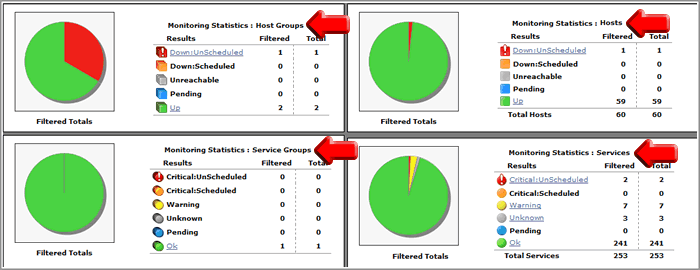 Monitoring Statistics : Host Groups
Results Filtered Total
Down:UnScheduled 1 1
Down:Scheduled 0 0
Unreachable 0 0
Pending 0 0
Up 2 2
Filtered Totals
Monitoring Statistics : Hosts
Results Filtered Total
Down:UnScheduled 1 1
Down:Scheduled 0 0
Unreachable 0 0
Pending 0 0
Up 59 59
Total Hosts 60 60
Filtered Totals
Monitoring Statistics : Service Groups
Results Filtered Total
Critical:UnScheduled 0 0
Critical:Scheduled 0 0
Warning 0 0
Unknown 0 0
Pending 0 0
Ok 1 1
Filtered Totals
Monitoring Statistics : Services
Results Filtered Total
Critical:UnScheduled 2 2
Critical:Scheduled 0 0
Warning 7 7
Unknown 3 3
Pending 0 0
Ok 241 241
Total Services 253 253
Filtered Totals